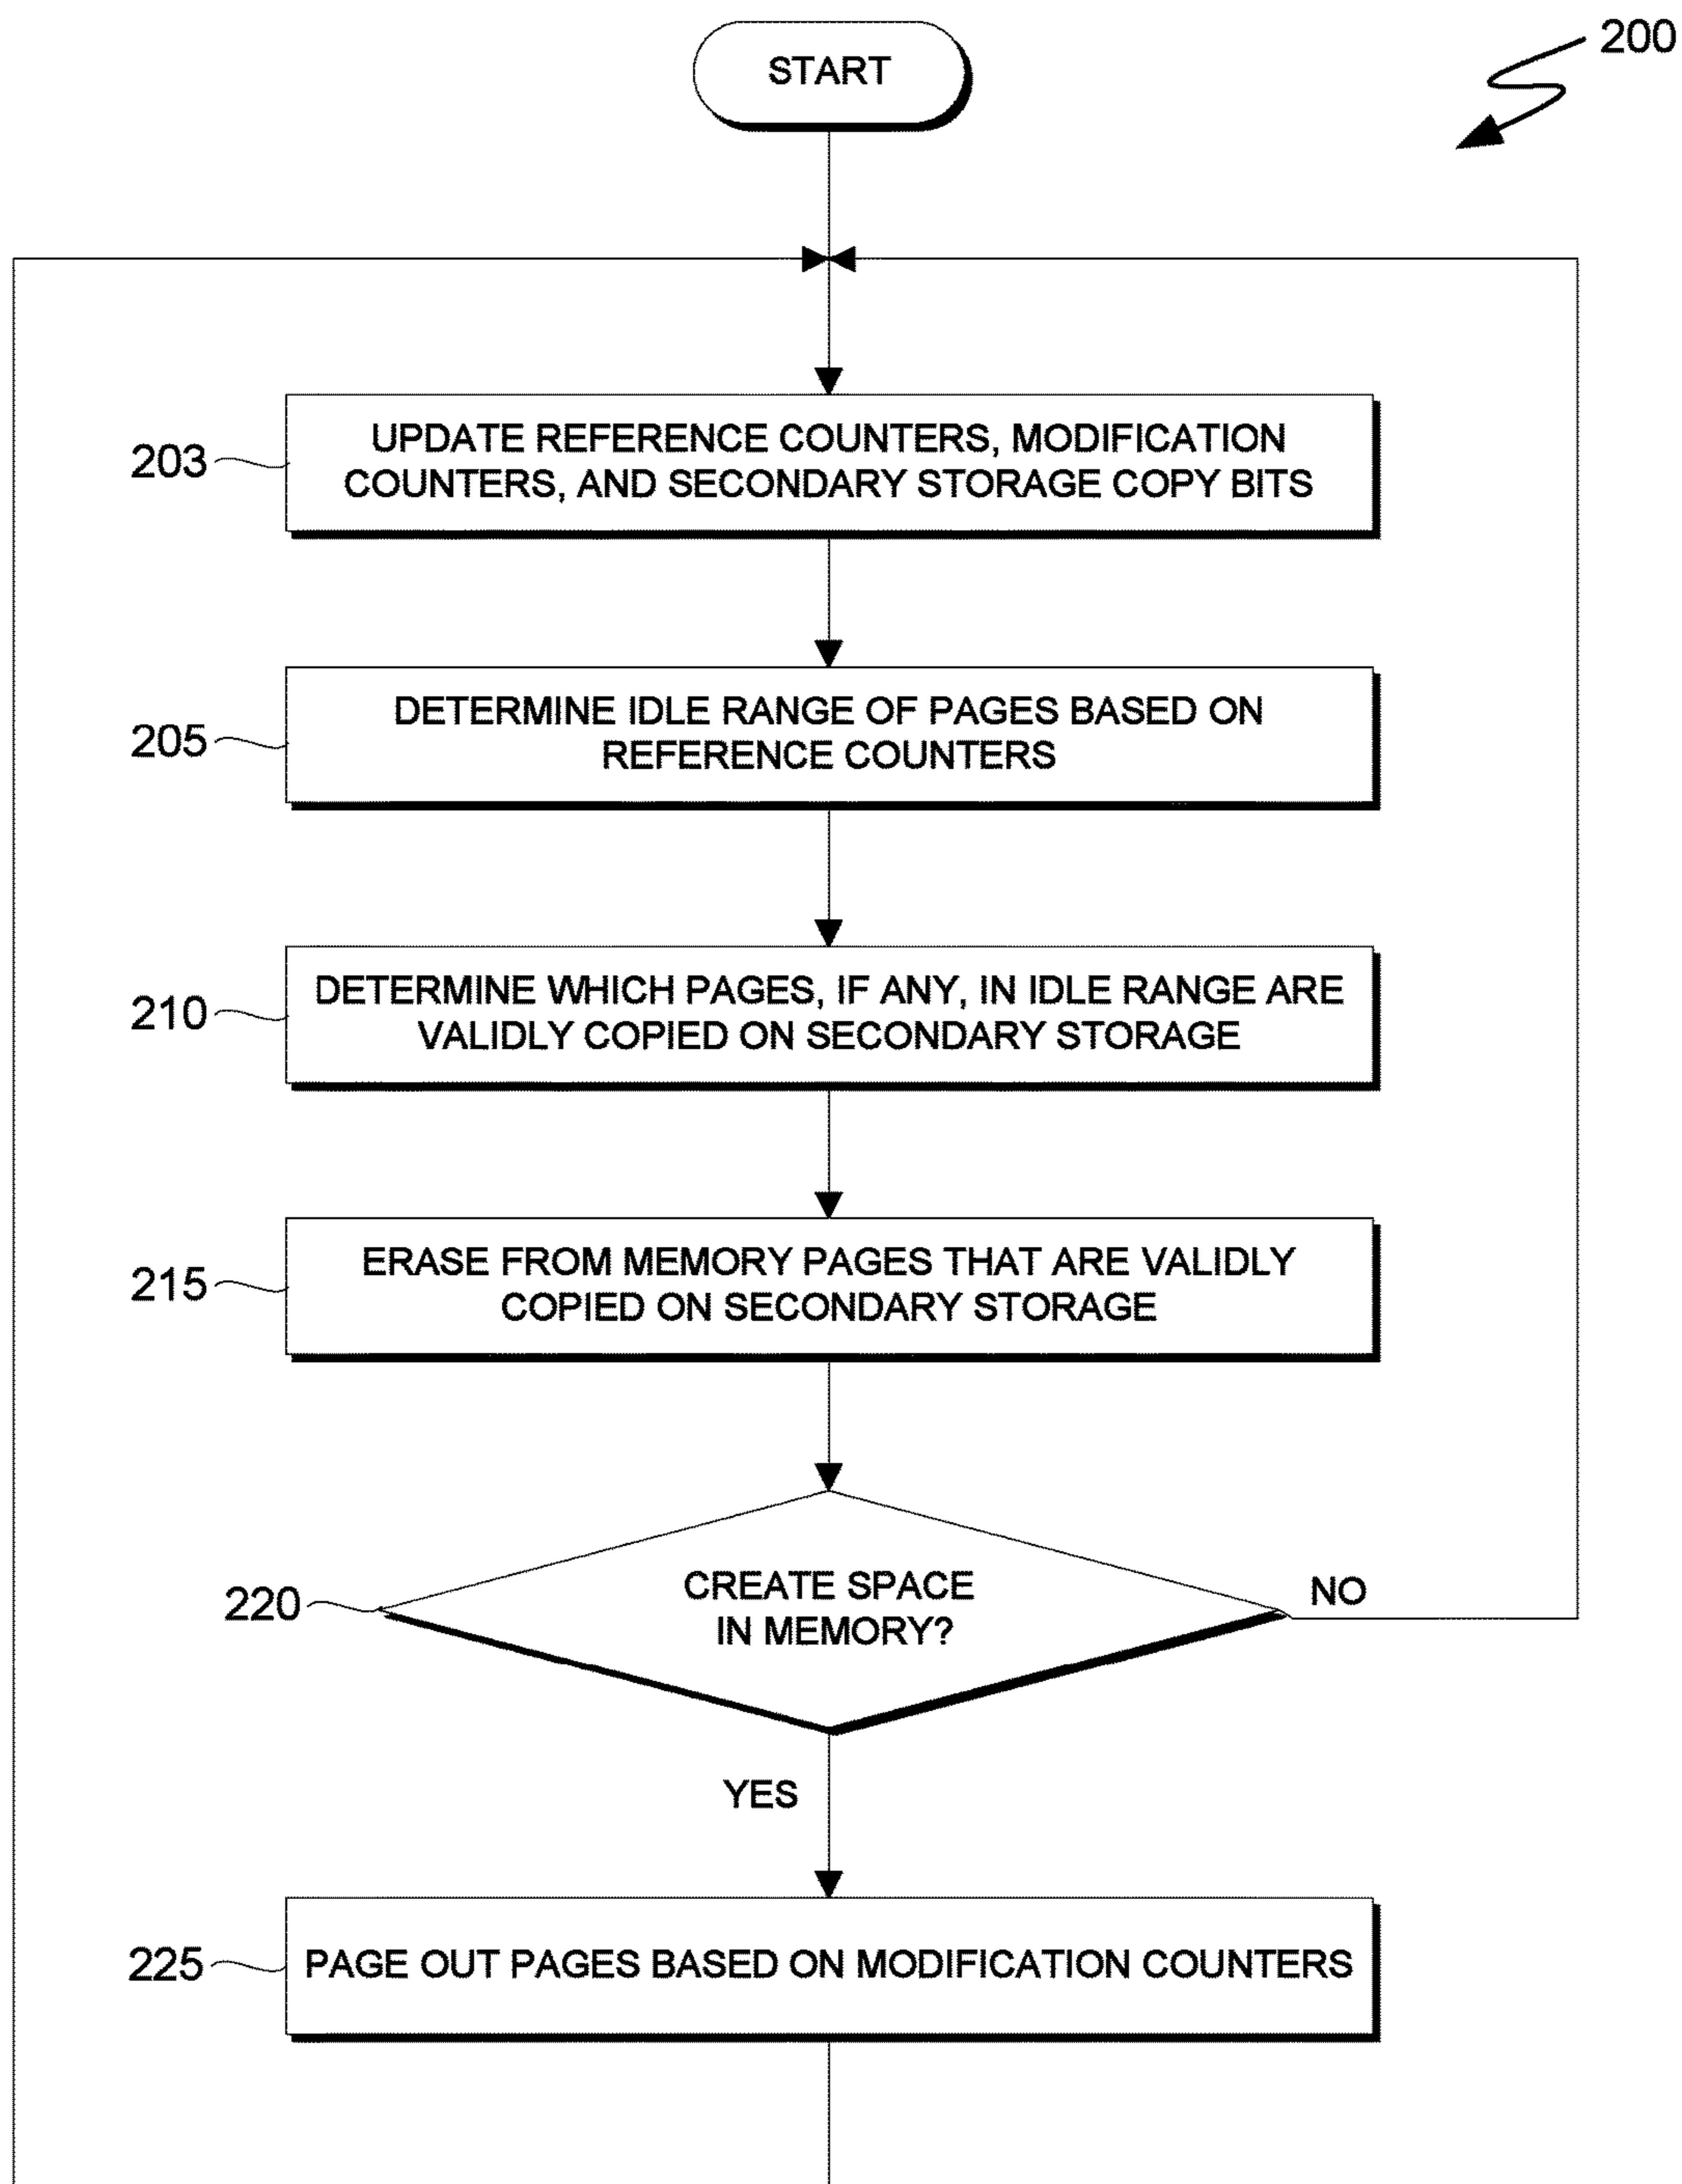 START
200
203
UPDATE REFERENCE COUNTERS, MODIFICATION
COUNTERS, AND SECONDARY STORAGE COPY BITS
205
DETERMINE IDLE RANGE OF PAGES BASED ON
REFERENCE COUNTERS
210
DETERMINE WHICH PAGES, IF ANY, IN IDLE RANGE ARE
VALIDLY COPIED ON SECONDARY STORAGE
215
ERASE FROM MEMORY PAGES THAT ARE VALIDLY
COPIED ON SECONDARY STORAGE
220
CREATE SPACE
IN MEMORY?
NO
YES
225
PAGE OUT PAGES BASED ON MODIFICATION COUNTERS